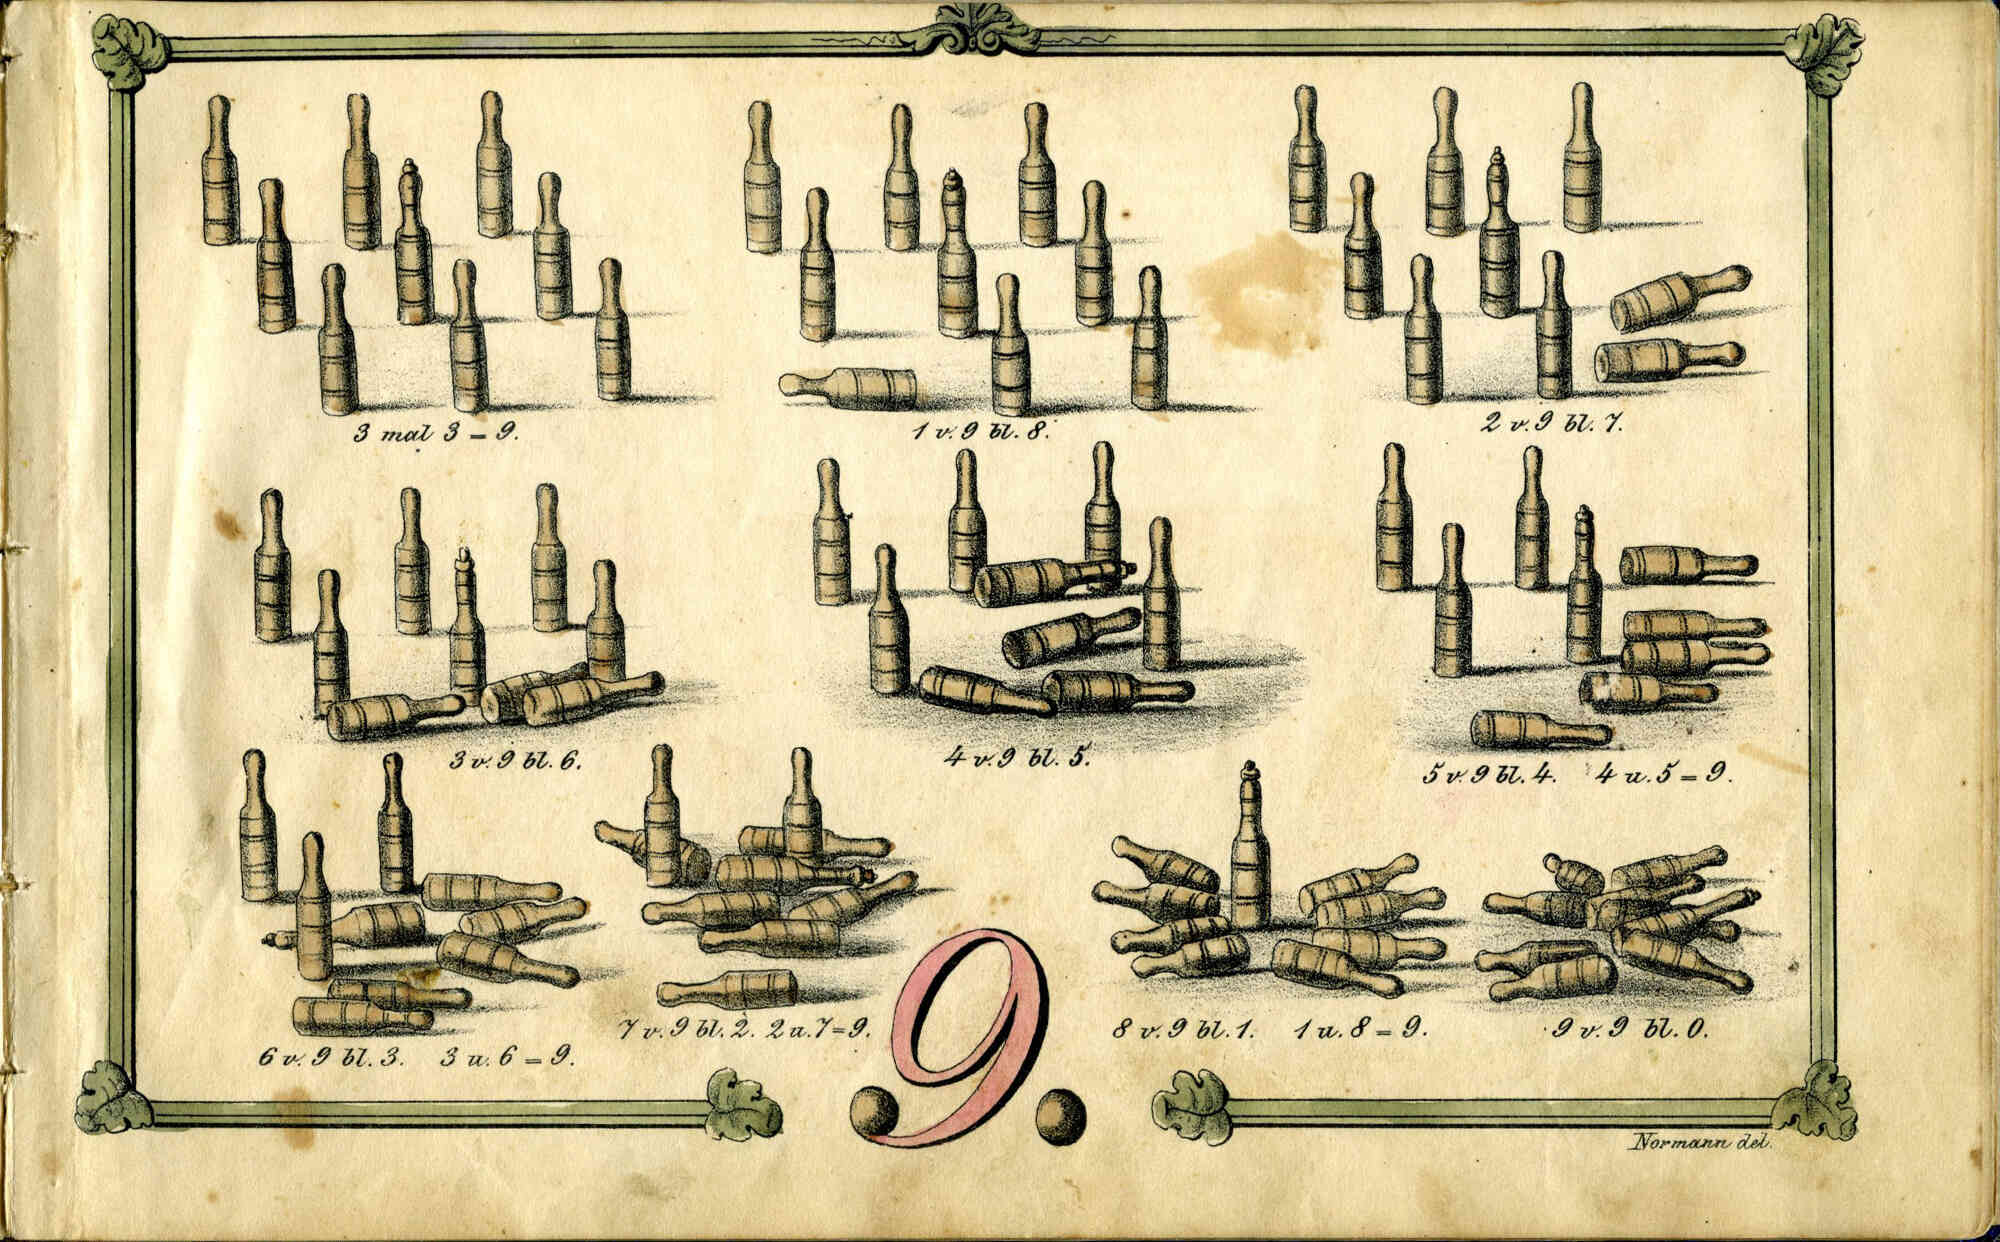 3 mal 3 = 9.
1 v. 9 bl. 8.
2 v. 9 bl. 7.
3 v. 9 bl. 6.
4 v. 9 bl. 5.
5 v. 9 bl. 4. 4 u. 5 = 9.
6 v. 9 bl. 3. 3 u. 6 = 9.
7 v. 9 bl. 2. 2 u. 7 = 9.
8 v. 9 bl. 1. 1 u. 8 = 9.
9 v. 9 bl. 0.
9.
Normann del.